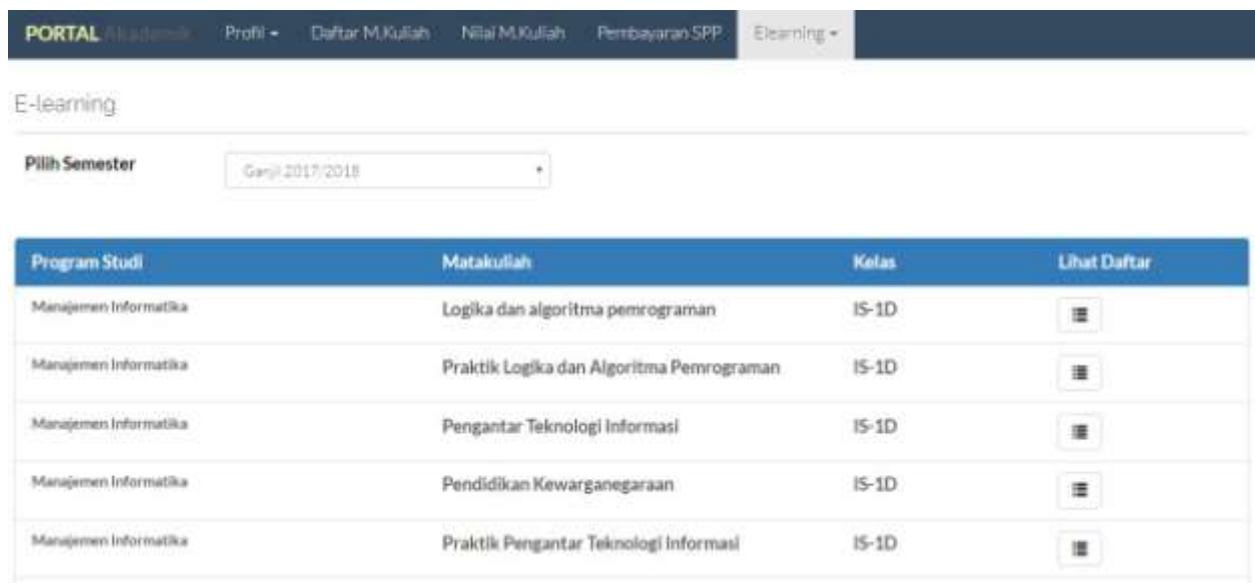 PORTAL Akademik Profil Daftar M.Kuliah Nilai M.Kuliah Pembayaran SPP Elearning
E-learning
Pilih Semester Ganjil 2017/2018
Program Studi Matakuliah Kelas Lihat Daftar
Manajemen Informatika Logika dan algoritma pemrograman IS-1D
Manajemen Informatika Praktik Logika dan Algoritma Pemrograman IS-1D
Manajemen Informatika Pengantar Teknologi Informasi IS-1D
Manajemen Informatika Pendidikan Kewarganegaraan IS-1D
Manajemen Informatika Praktik Pengantar Teknologi Informasi IS-1D